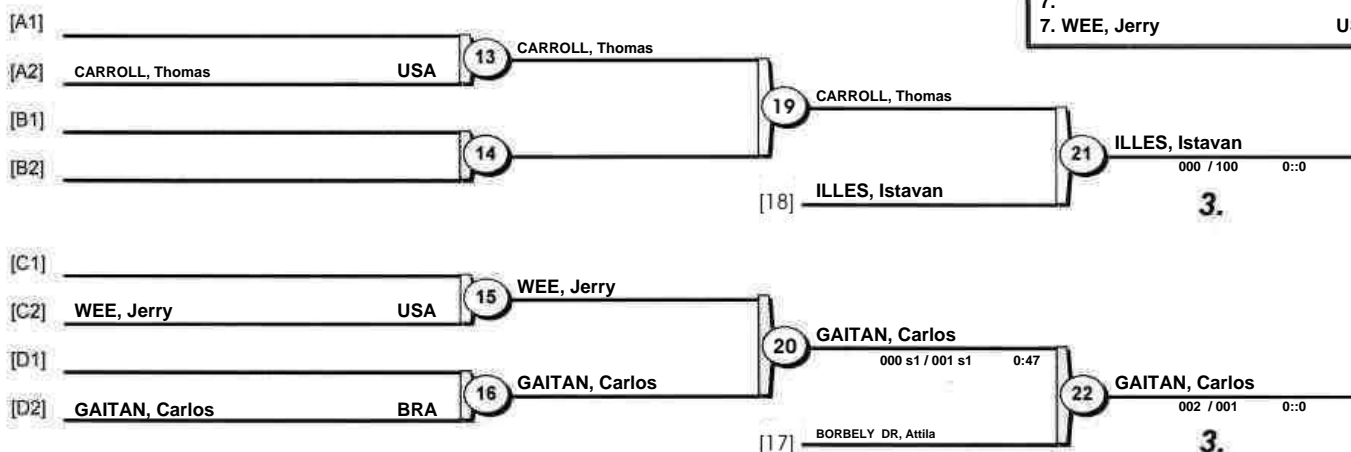 7.
7. WEE, Jerry
[A1]
13 CARROLL, Thomas
[A2] CARROLL, Thomas USA
19 CARROLL, Thomas
[B1]
14
21 ILLES, Istavan
000 / 100 0::0
[B2]
[18] ILLES, Istavan
3.
[C1]
15 WEE, Jerry
[C2] WEE, Jerry USA
20 GAITAN, Carlos
000 s1 / 001 s1 0:47
[D1]
16 GAITAN, Carlos
22 GAITAN, Carlos
002 / 001 0::0
[D2] GAITAN, Carlos BRA
[17] BORBELY DR, Attila
3.